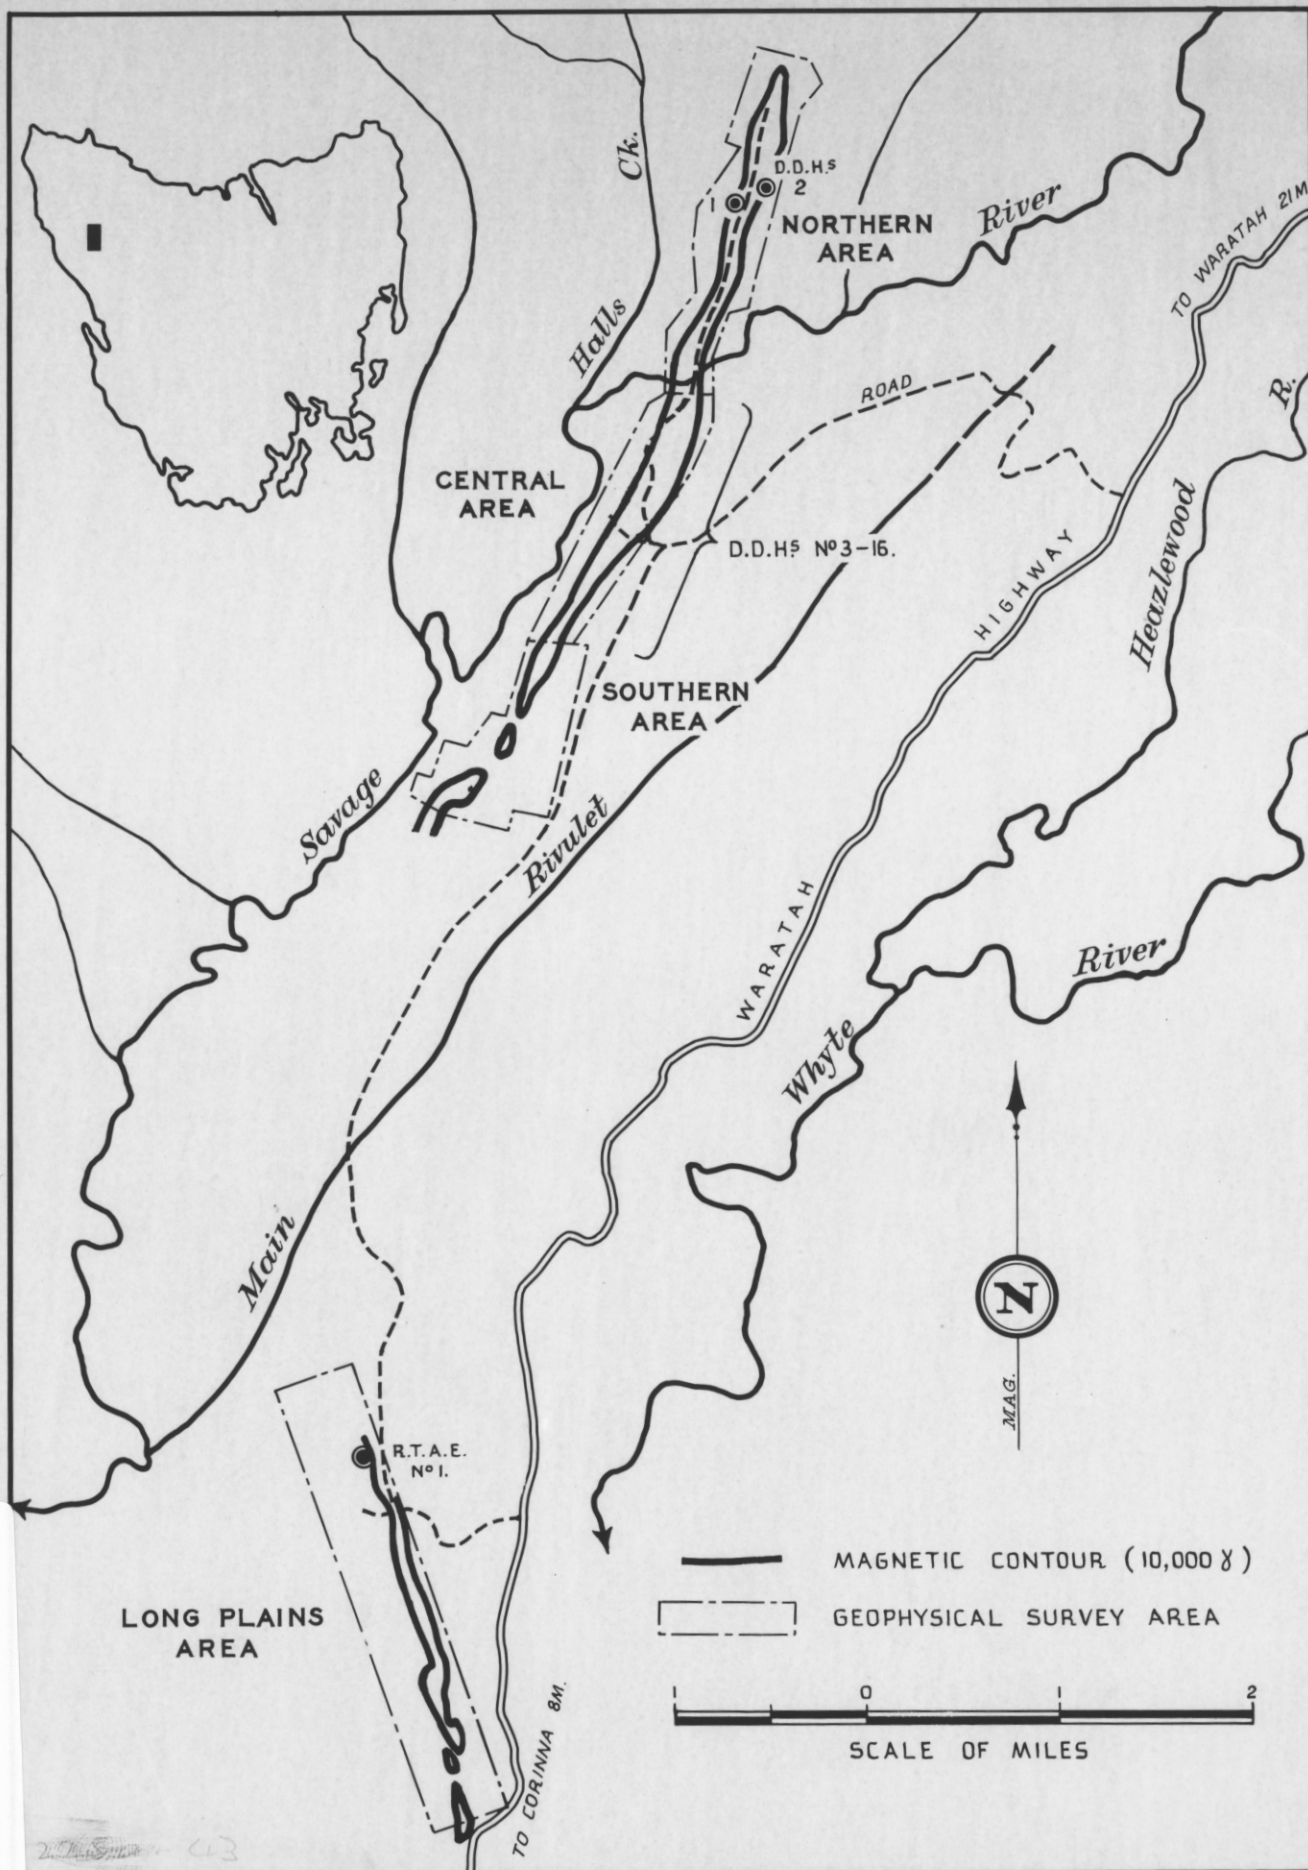 Halls Ck.
D.D.H.s
1
2
NORTHERN
AREA
River
TO WARATAH 21M
ROAD
R.
CENTRAL
AREA
D.D.H.s No 3-16.
HIGHWAY
Heazlewood
SOUTHERN
AREA
Savage
Rivulet
WARATAH
River
Whyte
Main
N
MAG.
R.T.A.E.
No 1.
MAGNETIC CONTOUR (10,000 γ)
GEOPHYSICAL SURVEY AREA
LONG PLAINS
AREA
1 0 1 2
SCALE OF MILES
TO CORINNA 8M.